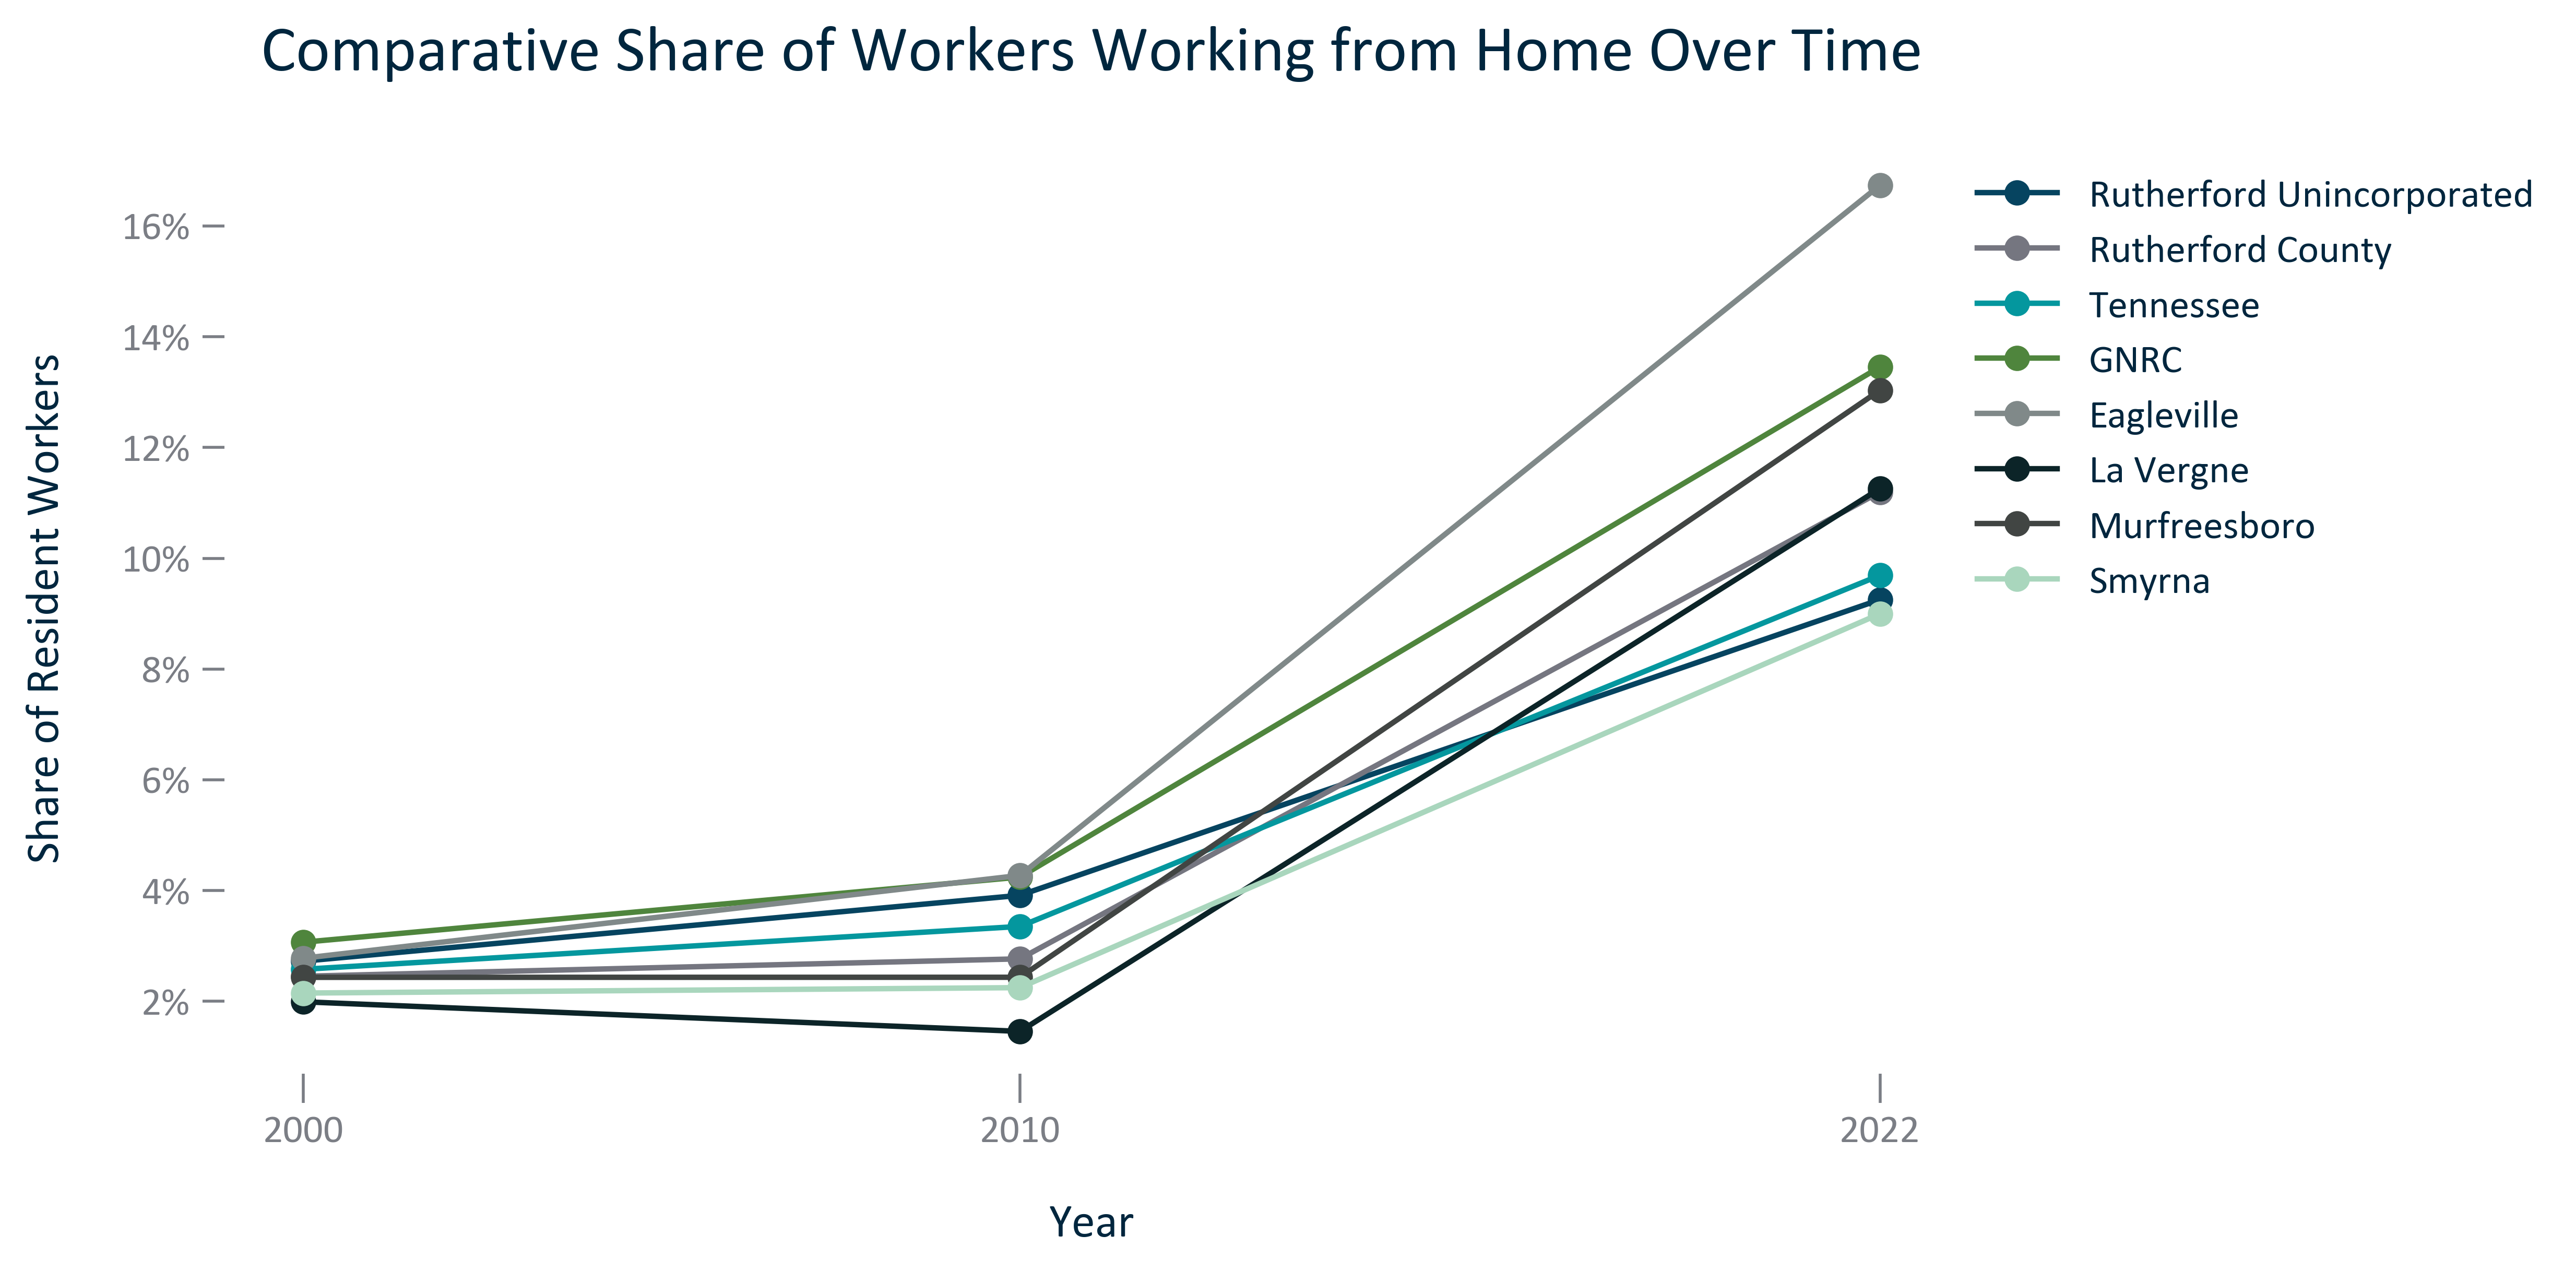 Comparative Share of Workers Working from Home Over Time
Share of Resident Workers
16%
14%
12%
10%
8%
6%
4%
2%
2000
2010
2022
Year
Rutherford Unincorporated
Rutherford County
Tennessee
GNRC
Eagleville
La Vergne
Murfreesboro
Smyrna